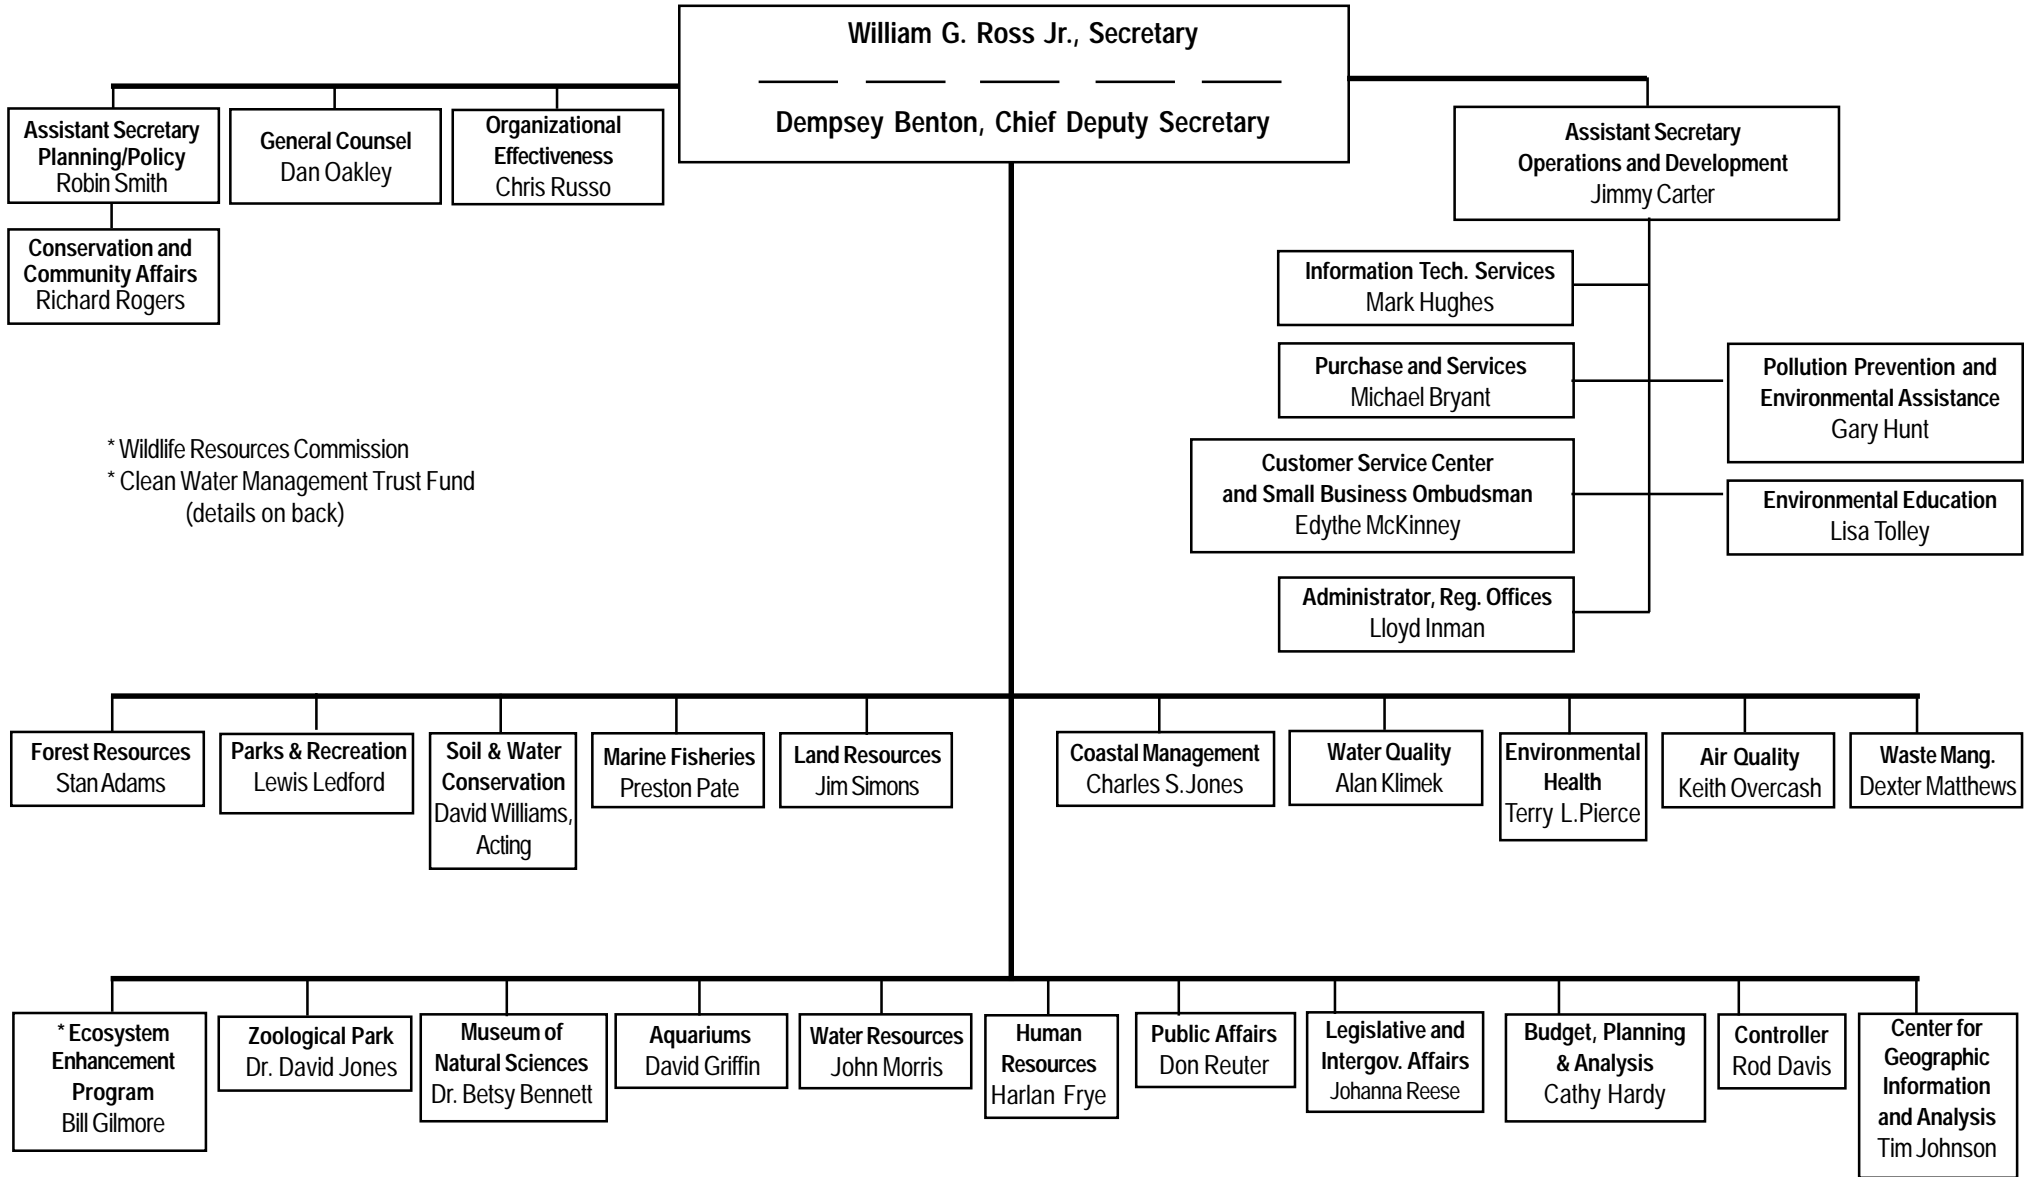 William G. Ross Jr., Secretary
Dempsey Benton, Chief Deputy Secretary
Assistant Secretary
Planning/Policy
Robin Smith
General Counsel
Dan Oakley
Organizational
Effectiveness
Chris Russo
Assistant Secretary
Operations and Development
Jimmy Carter
Conservation and
Community Affairs
Richard Rogers
Information Tech. Services
Mark Hughes
Purchase and Services
Michael Bryant
Pollution Prevention and
Environmental Assistance
Gary Hunt
* Wildlife Resources Commission
* Clean Water Management Trust Fund
(details on back)
Customer Service Center
and Small Business Ombudsman
Edythe McKinney
Environmental Education
Lisa Tolley
Administrator, Reg. Offices
Lloyd Inman
Forest Resources
Stan Adams
Parks & Recreation
Lewis Ledford
Soil & Water
Conservation
David Williams,
Acting
Marine Fisheries
Preston Pate
Land Resources
Jim Simons
Coastal Management
Charles S. Jones
Water Quality
Alan Klimek
Environmental
Health
Terry L. Pierce
Air Quality
Keith Overcash
Waste Mang.
Dexter Matthews
* Ecosystem
Enhancement
Program
Bill Gilmore
Zoological Park
Dr. David Jones
Museum of
Natural Sciences
Dr. Betsy Bennett
Aquariums
David Griffin
Water Resources
John Morris
Human
Resources
Harlan Frye
Public Affairs
Don Reuter
Legislative and
Intergov. Affairs
Johanna Reese
Budget, Planning
& Analysis
Cathy Hardy
Controller
Rod Davis
Center for
Geographic
Information
and Analysis
Tim Johnson